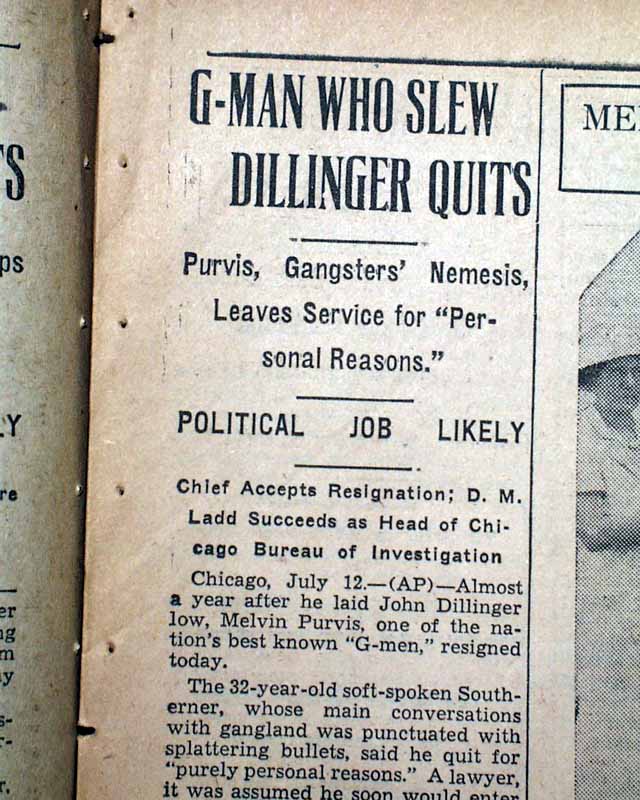 G-MAN WHO SLEW
DILLINGER QUITS
Purvis, Gangsters' Nemesis,
Leaves Service for "Per-
sonal Reasons."
POLITICAL JOB LIKELY
Chief Accepts Resignation; D. M.
Ladd Succeeds as Head of Chi-
cago Bureau of Investigation
Chicago, July 12.—(AP)—Almost
a year after he laid John Dillinger
low, Melvin Purvis, one of the na-
tion's best known "G-men," resigned
today.
The 32-year-old soft-spoken South-
erner, whose main conversations
with gangland was punctuated with
splattering bullets, said he quit for
"purely personal reasons." A lawyer,
it was assumed he soon would enter